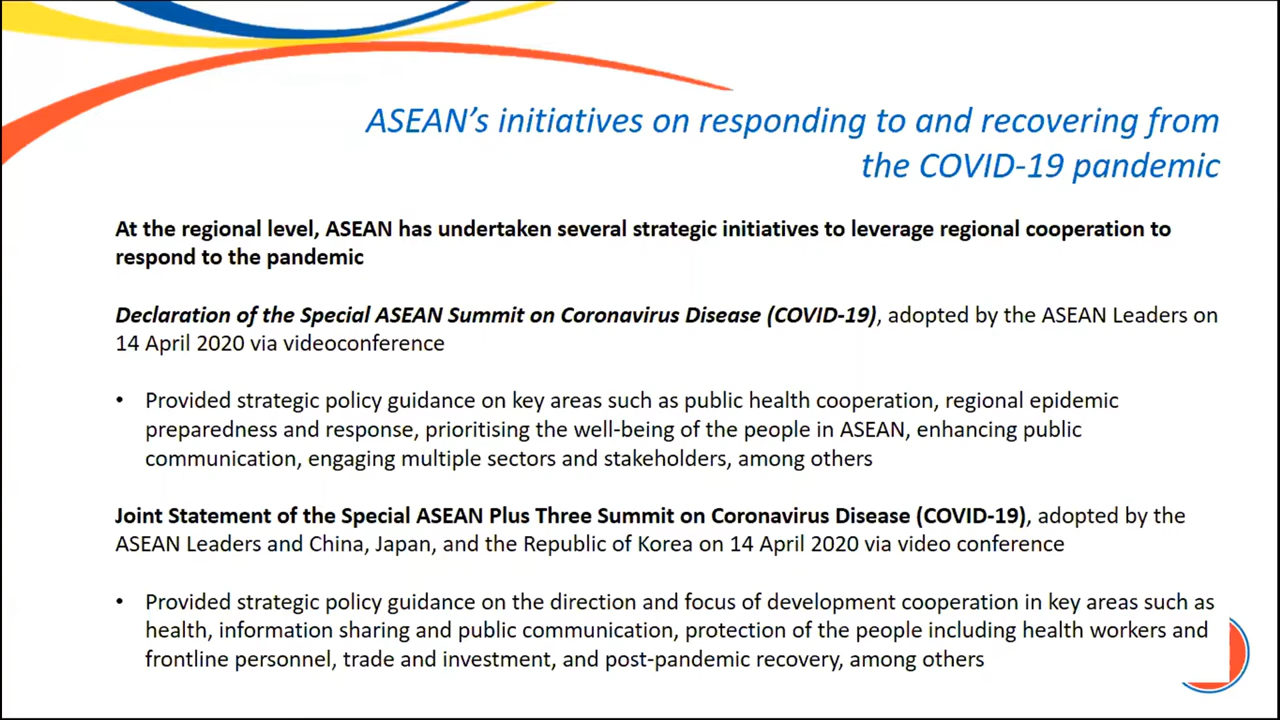 ASEAN’s initiatives on responding to and recovering from
the COVID-19 pandemic
At the regional level, ASEAN has undertaken several strategic initiatives to leverage regional cooperation to
respond to the pandemic
Declaration of the Special ASEAN Summit on Coronavirus Disease (COVID-19), adopted by the ASEAN Leaders on
14 April 2020 via videoconference
• Provided strategic policy guidance on key areas such as public health cooperation, regional epidemic
preparedness and response, prioritising the well-being of the people in ASEAN, enhancing public
communication, engaging multiple sectors and stakeholders, among others
Joint Statement of the Special ASEAN Plus Three Summit on Coronavirus Disease (COVID-19), adopted by the
ASEAN Leaders and China, Japan, and the Republic of Korea on 14 April 2020 via video conference
• Provided strategic policy guidance on the direction and focus of development cooperation in key areas such as
health, information sharing and public communication, protection of the people including health workers and
frontline personnel, trade and investment, and post-pandemic recovery, among others